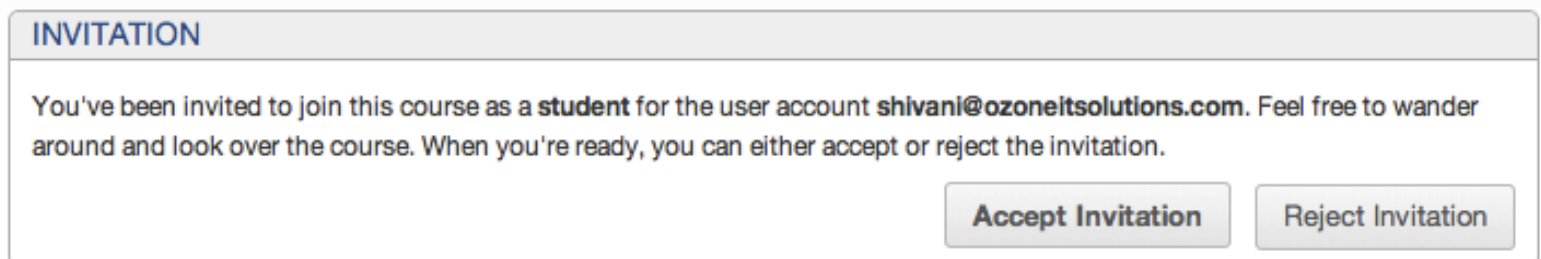 INVITATION
You've been invited to join this course as a student for the user account shivani@ozoneitsolutions.com. Feel free to wander
around and look over the course. When you're ready, you can either accept or reject the invitation.
Accept Invitation Reject Invitation